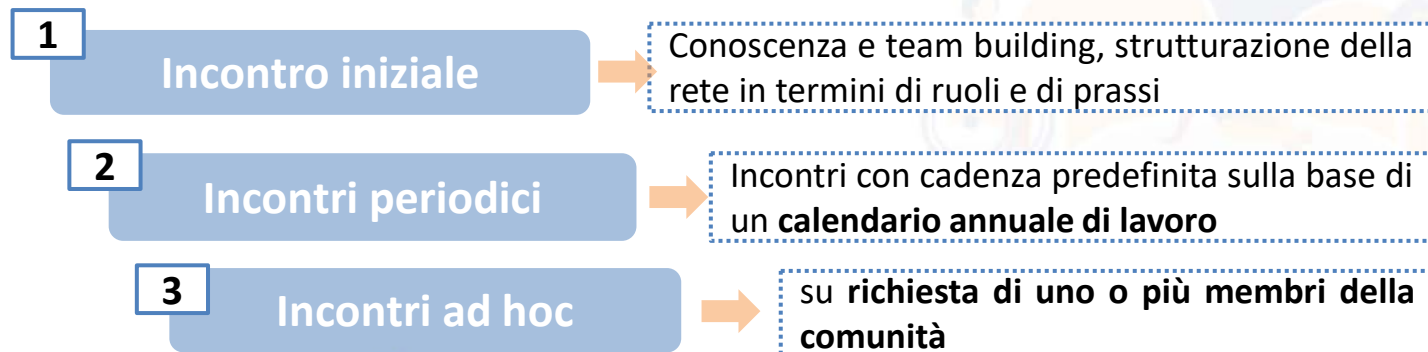 1
Incontro iniziale
Conoscenza e team building, strutturazione della
rete in termini di ruoli e di prassi
2
Incontri periodici
Incontri con cadenza predefinita sulla base di
un calendario annuale di lavoro
3
Incontri ad hoc
su richiesta di uno o più membri della
comunità